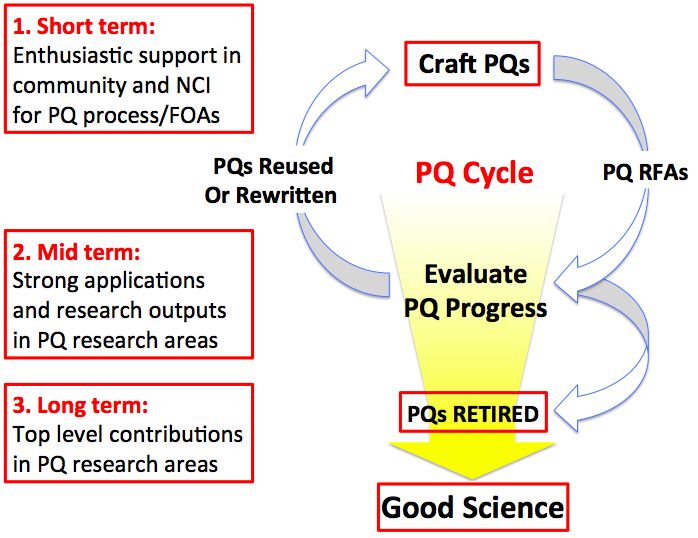 1. Short term:
Enthusiastic support in
community and NCI
for PQ process/FOAs
2. Mid term:
Strong applications
and research outputs
in PQ research areas
3. Long term:
Top level contributions
in PQ research areas
Craft PQs
PQs Reused
Or Rewritten
PQ Cycle
PQ RFAs
Evaluate
PQ Progress
PQs RETIRED
Good Science